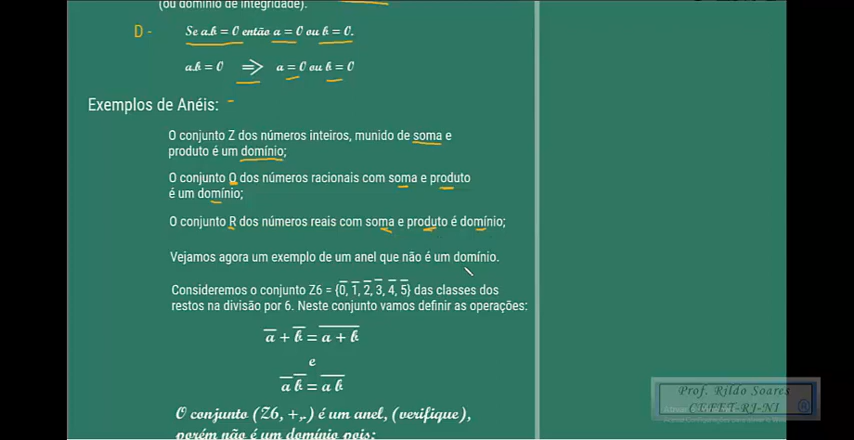 (ou domínio de integridade).
D - Se a.b = 0 então a = 0 ou b = 0.
a.b = 0 ⇒ a = 0 ou b = 0
Exemplos de Anéis:
O conjunto Z dos números inteiros, munido de soma e
produto é um domínio;
O conjunto Q dos números racionais com soma e produto
é um domínio;
O conjunto R dos números reais com soma e produto é domínio;
Vejamos agora um exemplo de um anel que não é um domínio.
Consideremos o conjunto Z6 = {0̅, 1̅, 2̅, 3̅, 4̅, 5̅} das classes dos
restos na divisão por 6. Neste conjunto vamos definir as operações:
a̅ + b̅ = a̅ ̅+̅ ̅b̅
e
a̅ b̅ = a̅ ̅b̅
O conjunto (Z6, +,.) é um anel, (verifique),
porém não é um domínio pois:
Prof. Rildo Soares
CEFET-RJ-NI